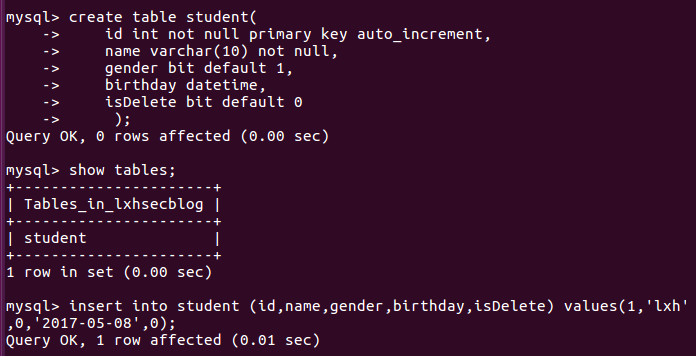 mysql> create table student(
    ->     id int not null primary key auto_increment,
    ->     name varchar(10) not null,
    ->     gender bit default 1,
    ->     birthday datetime,
    ->     isDelete bit default 0
    ->      );
Query OK, 0 rows affected (0.00 sec)
mysql> show tables;
+----------------------+
| Tables_in_lxhsecblog |
+----------------------+
| student              |
+----------------------+
1 row in set (0.00 sec)
mysql> insert into student (id,name,gender,birthday,isDelete) values(1,'lxh'
,0,'2017-05-08',0);
Query OK, 1 row affected (0.01 sec)